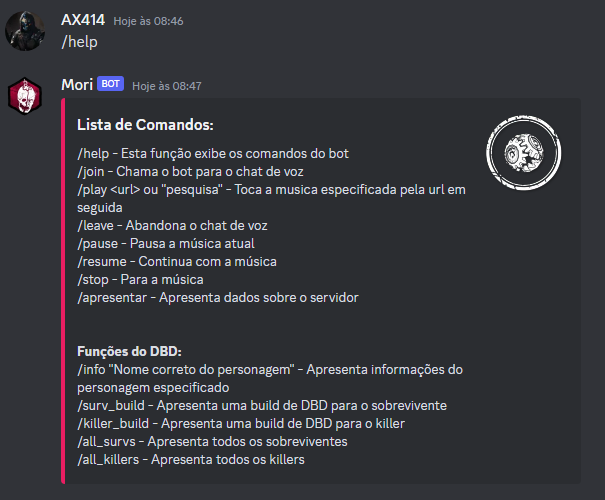 AX414 Hoje às 08:46
/help
Mori BOT Hoje às 08:47
Lista de Comandos:
/help - Esta função exibe os comandos do bot
/join - Chama o bot para o chat de voz
/play <url> ou "pesquisa" - Toca a musica especificada pela url em
seguida
/leave - Abandona o chat de voz
/pause - Pausa a música atual
/resume - Continua com a música
/stop - Para a música
/apresentar - Apresenta dados sobre o servidor
Funções do DBD:
/info "Nome correto do personagem" - Apresenta informações do
personagem especificado
/surv_build - Apresenta uma build de DBD para o sobrevivente
/killer_build - Apresenta uma build de DBD para o killer
/all_survs - Apresenta todos os sobreviventes
/all_killers - Apresenta todos os killers